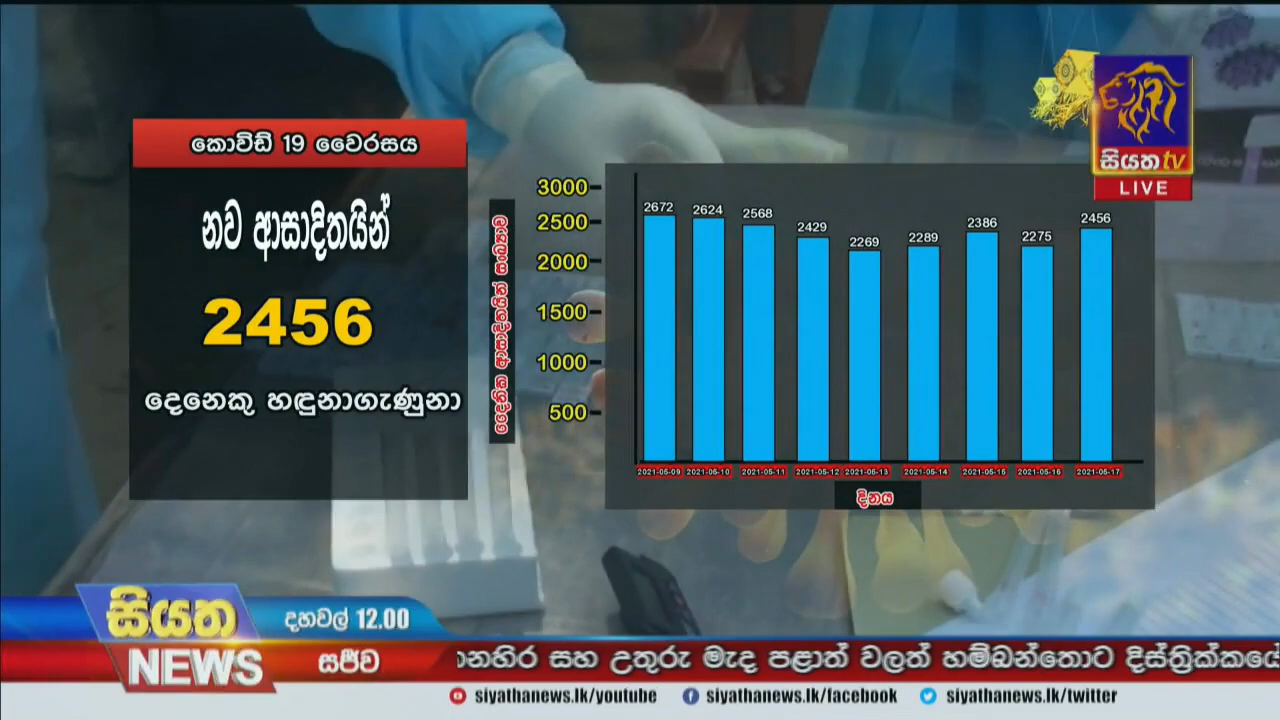 කොවිඩ් 19 වෛරසය
නව ආසාදිතයින්
2456
දෙනෙකු හඳුනාගැණුනා
දෛනික ආසාදිතයින් සංඛ්‍යාව
3000
2500
2000
1500
1000
500
2672 2624 2568 2429 2269 2289 2386 2275 2456
2021-05-09 2021-05-10 2021-05-11 2021-05-12 2021-05-13 2021-05-14 2021-05-15 2021-05-16 2021-05-17
දිනය
සියත tv
LIVE
සියත
NEWS
දහවල් 12.00
සජීව
නහිර සහ උතුරු මැද පළාත් වලත් හම්බන්තොට දිස්ත්‍රික්කයේ
siyathanews.lk/youtube siyathanews.lk/facebook siyathanews.lk/twitter